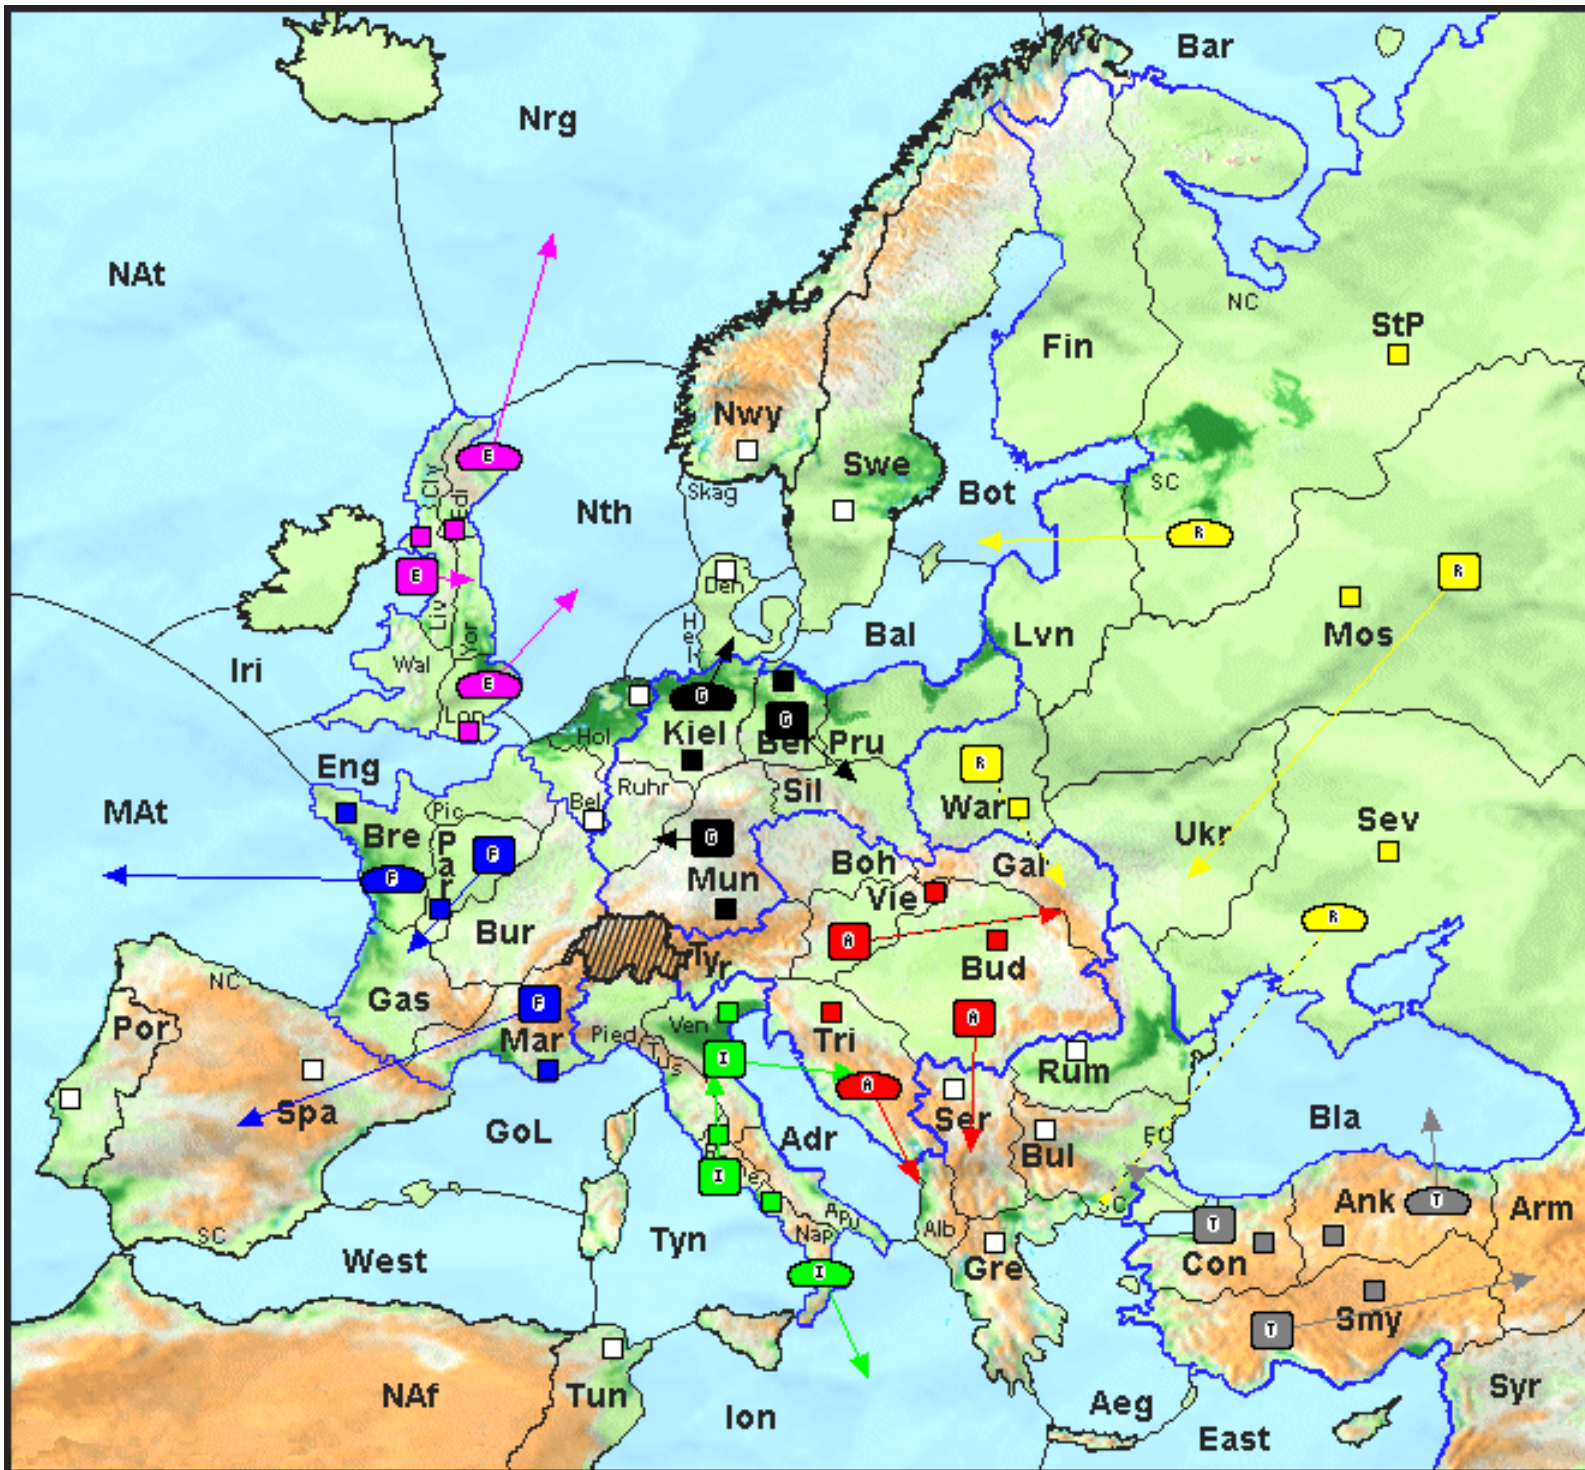 Bar
Nrg
NAt
NC
StP
Fin
Nwy
Swe
Skag
Bot
SC
Nth
Cly
Edi
E
R
E
R
Den
Mos
Liv
Yor
Hel
Bal
Lvn
Iri
Wal
E
G
Lon
G
Hol
Kiel
Ber
Pru
R
Eng
Ruhr
Sil
War
MAt
Pic
Bel
Bre
Par
F
G
Ukr
Sev
Boh
Gal
F
Mun
Vie
R
Bur
A
Bud
Tyr
NC
Gas
F
Por
Mar
Pied
Ven
Tri
A
Tus
I
Rum
A
Spa
Ser
Bla
GoL
Adr
Bul
EC
I
Ank
T
Arm
SC
Apu
SC
Alb
T
Nap
Tyn
West
Gre
Con
I
Smy
T
NAf
Tun
Ion
Aeg
Syr
East